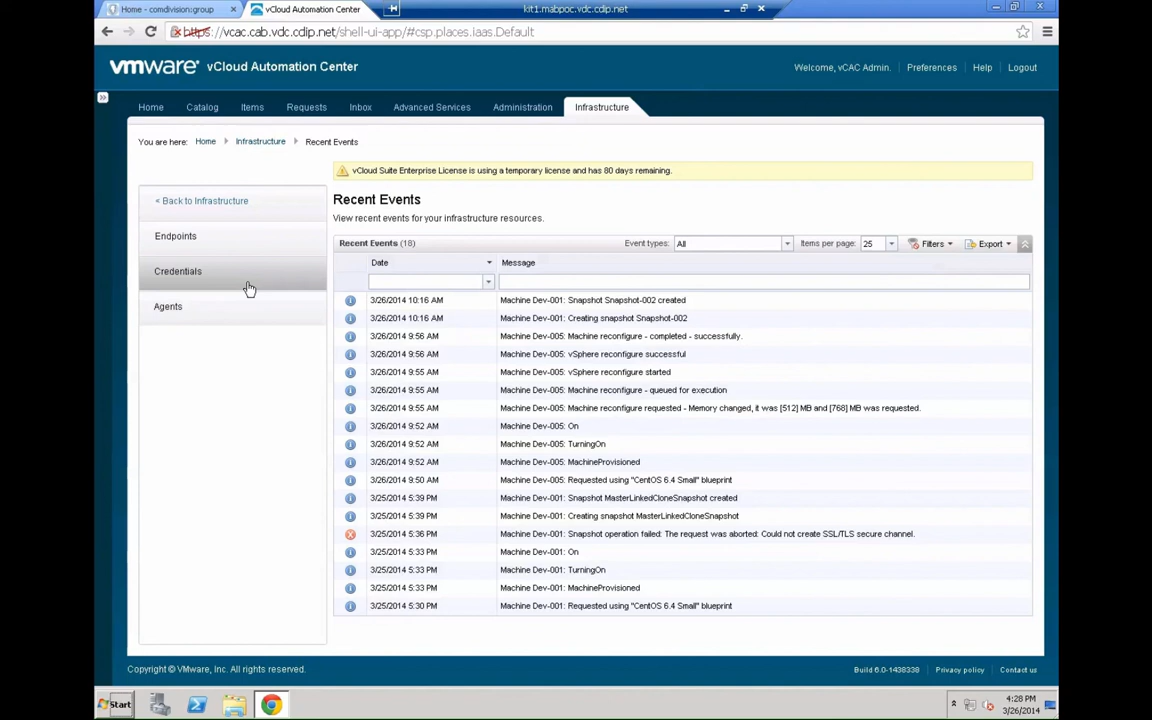 Home - comdivision:group
vCloud Automation Center
kit1.mabpoc.vdc.cdip.net
https://vcac.cab.vdc.cdip.net/shell-ui-app/#csp.places.iaas.Default
vmware vCloud Automation Center
Welcome, vCAC Admin. Preferences Help Logout
Home Catalog Items Requests Inbox Advanced Services Administration Infrastructure
You are here: Home Infrastructure Recent Events
vCloud Suite Enterprise License is using a temporary license and has 80 days remaining.
< Back to Infrastructure
Endpoints
Credentials
Agents
Recent Events
View recent events for your infrastructure resources.
Recent Events (18) Event types: All Items per page: 25 Filters Export
Date Message
3/26/2014 10:16 AM Machine Dev-001: Snapshot Snapshot-002 created
3/26/2014 10:16 AM Machine Dev-001: Creating snapshot Snapshot-002
3/26/2014 9:56 AM Machine Dev-005: Machine reconfigure - completed - successfully.
3/26/2014 9:56 AM Machine Dev-005: vSphere reconfigure successful
3/26/2014 9:55 AM Machine Dev-005: vSphere reconfigure started
3/26/2014 9:55 AM Machine Dev-005: Machine reconfigure - queued for execution
3/26/2014 9:55 AM Machine Dev-005: Machine reconfigure requested - Memory changed, it was [512] MB and [768] MB was requested.
3/26/2014 9:52 AM Machine Dev-005: On
3/26/2014 9:52 AM Machine Dev-005: TurningOn
3/26/2014 9:52 AM Machine Dev-005: MachineProvisioned
3/26/2014 9:50 AM Machine Dev-005: Requested using "CentOS 6.4 Small" blueprint
3/25/2014 5:39 PM Machine Dev-001: Snapshot MasterLinkedCloneSnapshot created
3/25/2014 5:39 PM Machine Dev-001: Creating snapshot MasterLinkedCloneSnapshot
3/25/2014 5:36 PM Machine Dev-001: Snapshot operation failed: The request was aborted: Could not create SSL/TLS secure channel.
3/25/2014 5:33 PM Machine Dev-001: On
3/25/2014 5:33 PM Machine Dev-001: TurningOn
3/25/2014 5:33 PM Machine Dev-001: MachineProvisioned
3/25/2014 5:30 PM Machine Dev-001: Requested using "CentOS 6.4 Small" blueprint
Copyright © VMware, Inc. All rights reserved. Build 6.0-1438338 Privacy policy Contact us
Start
4:28 PM
3/26/2014